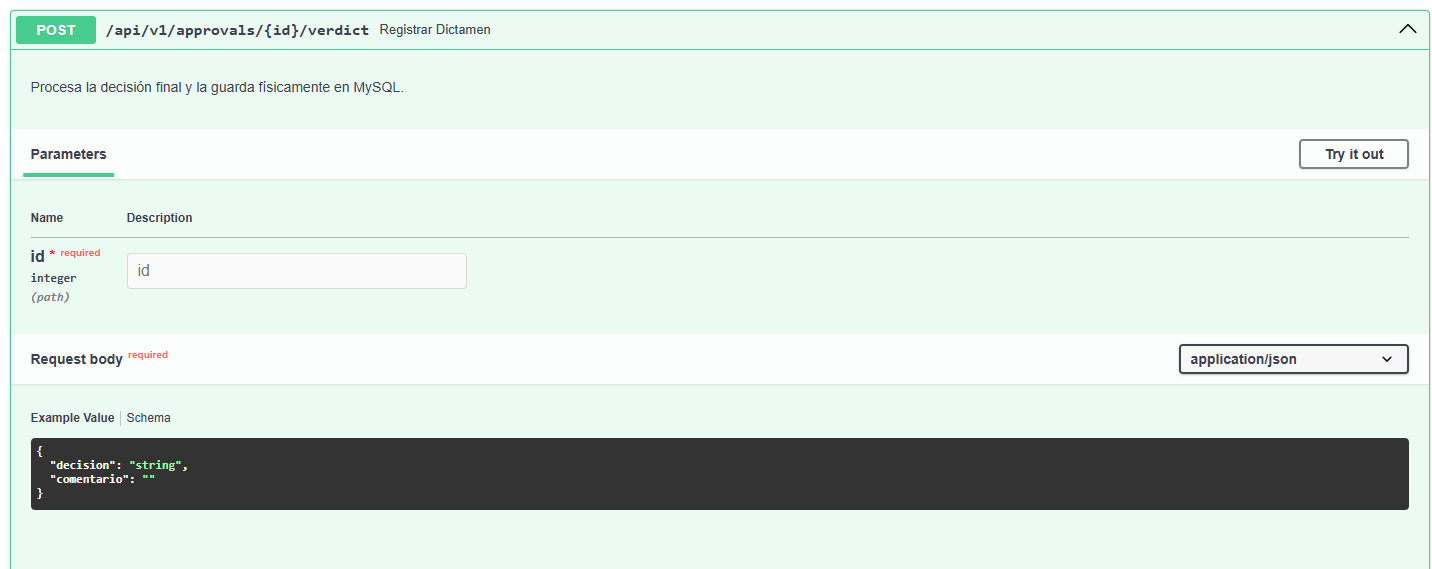 POST /api/v1/approvals/{id}/verdict Registrar Dictamen
Procesa la decisión final y la guarda físicamente en MySQL.
Parameters Try it out
Name Description
id * required id
integer
(path)
Request body required application/json
Example Value Schema
{
"decision": "string",
"comentario": ""
}